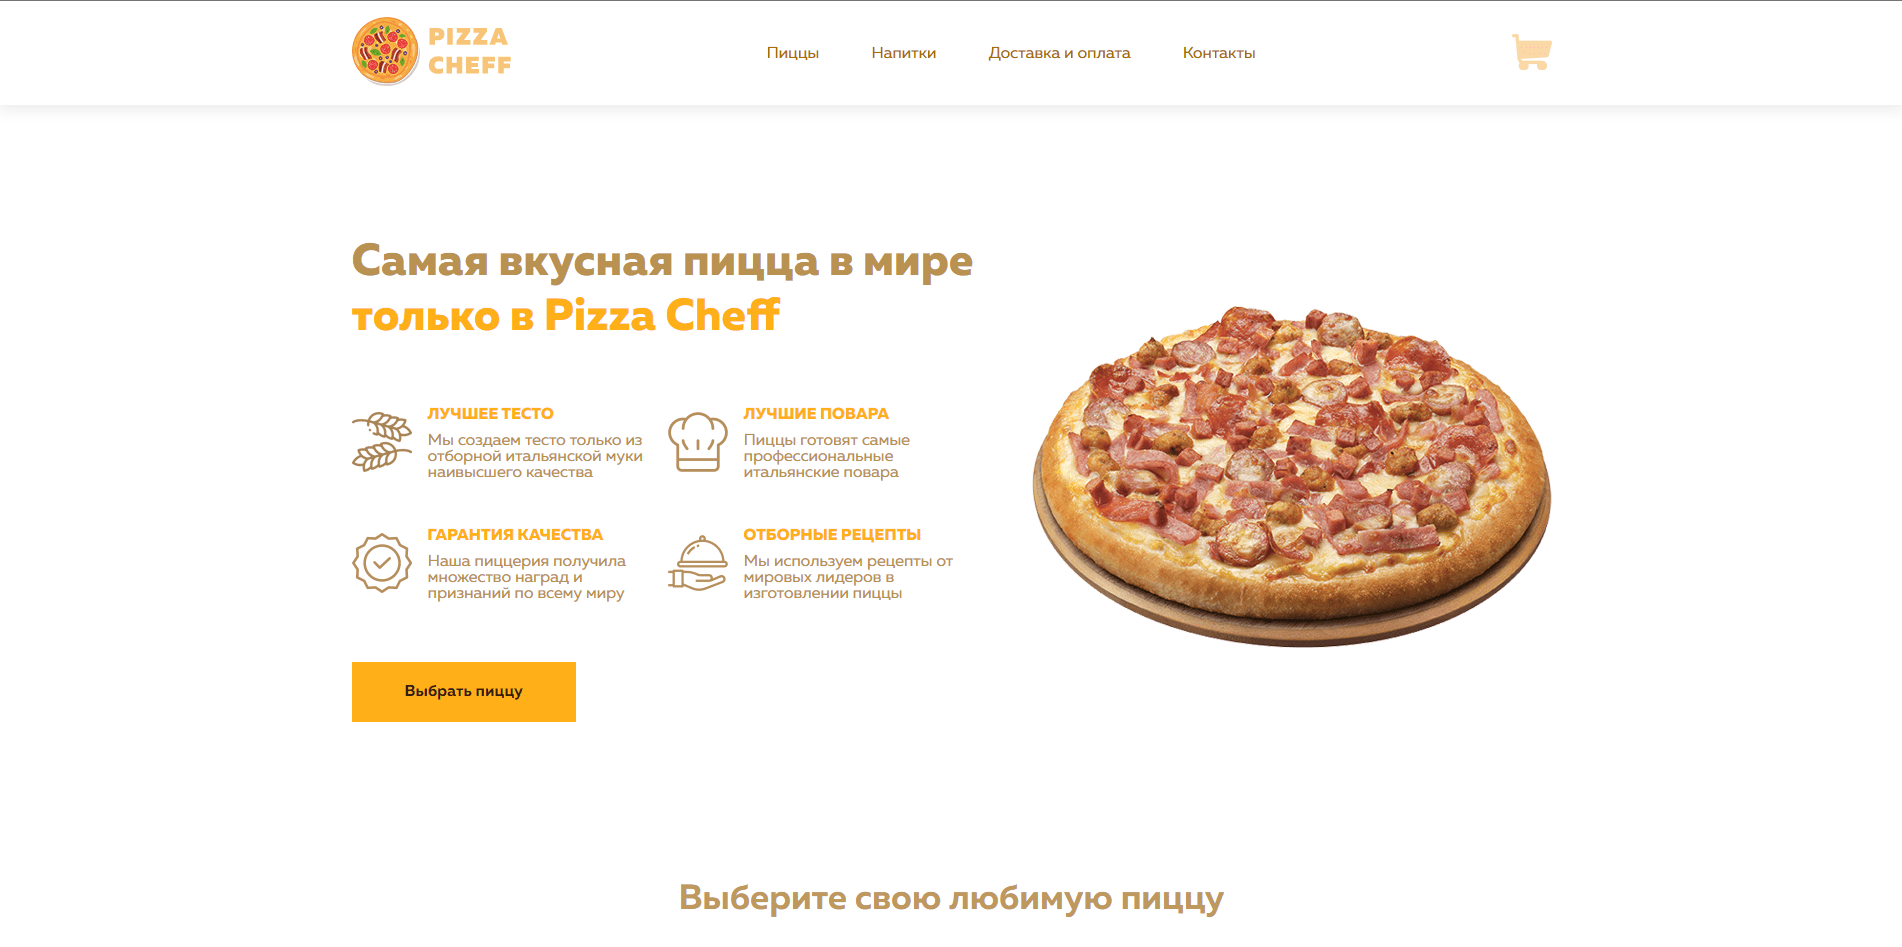 PIZZA
CHEFF
Пиццы
Напитки
Доставка и оплата
Контакты
Самая вкусная пицца в мире
только в Pizza Cheff
ЛУЧШЕЕ ТЕСТО
Мы создаем тесто только из
отборной итальянской муки
наивысшего качества
ЛУЧШИЕ ПОВАРА
Пиццы готовят самые
профессиональные
итальянские повара
ГАРАНТИЯ КАЧЕСТВА
Наша пиццерия получила
множество наград и
признаний по всему миру
ОТБОРНЫЕ РЕЦЕПТЫ
Мы используем рецепты от
мировых лидеров в
изготовлении пиццы
Выбрать пиццу
Выберите свою любимую пиццу